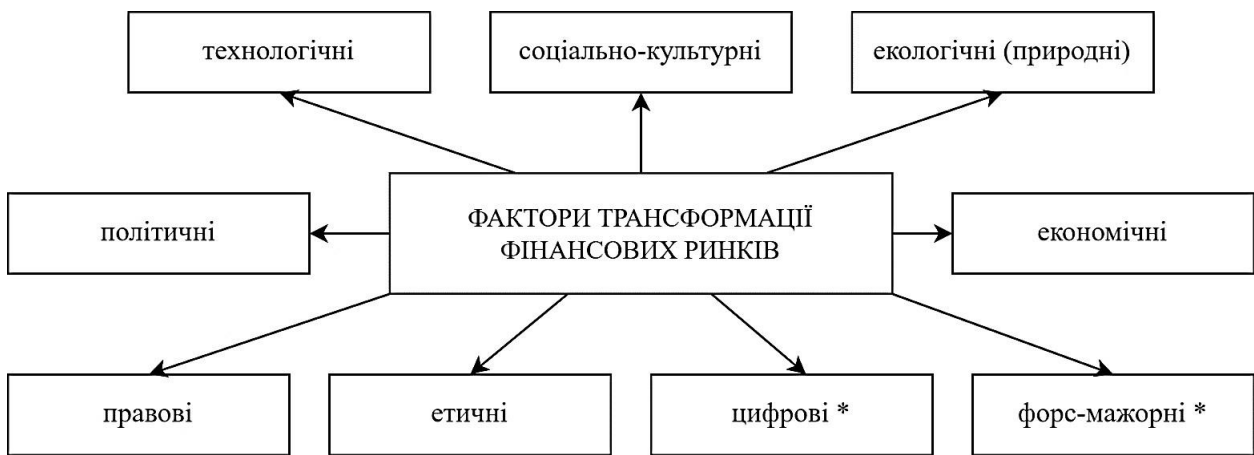 технологічні
соціально-культурні
екологічні (природні)
політичні
ФАКТОРИ ТРАНСФОРМАЦІЇ
ФІНАНСОВИХ РИНКІВ
економічні
правові
етичні
цифрові *
форс-мажорні *